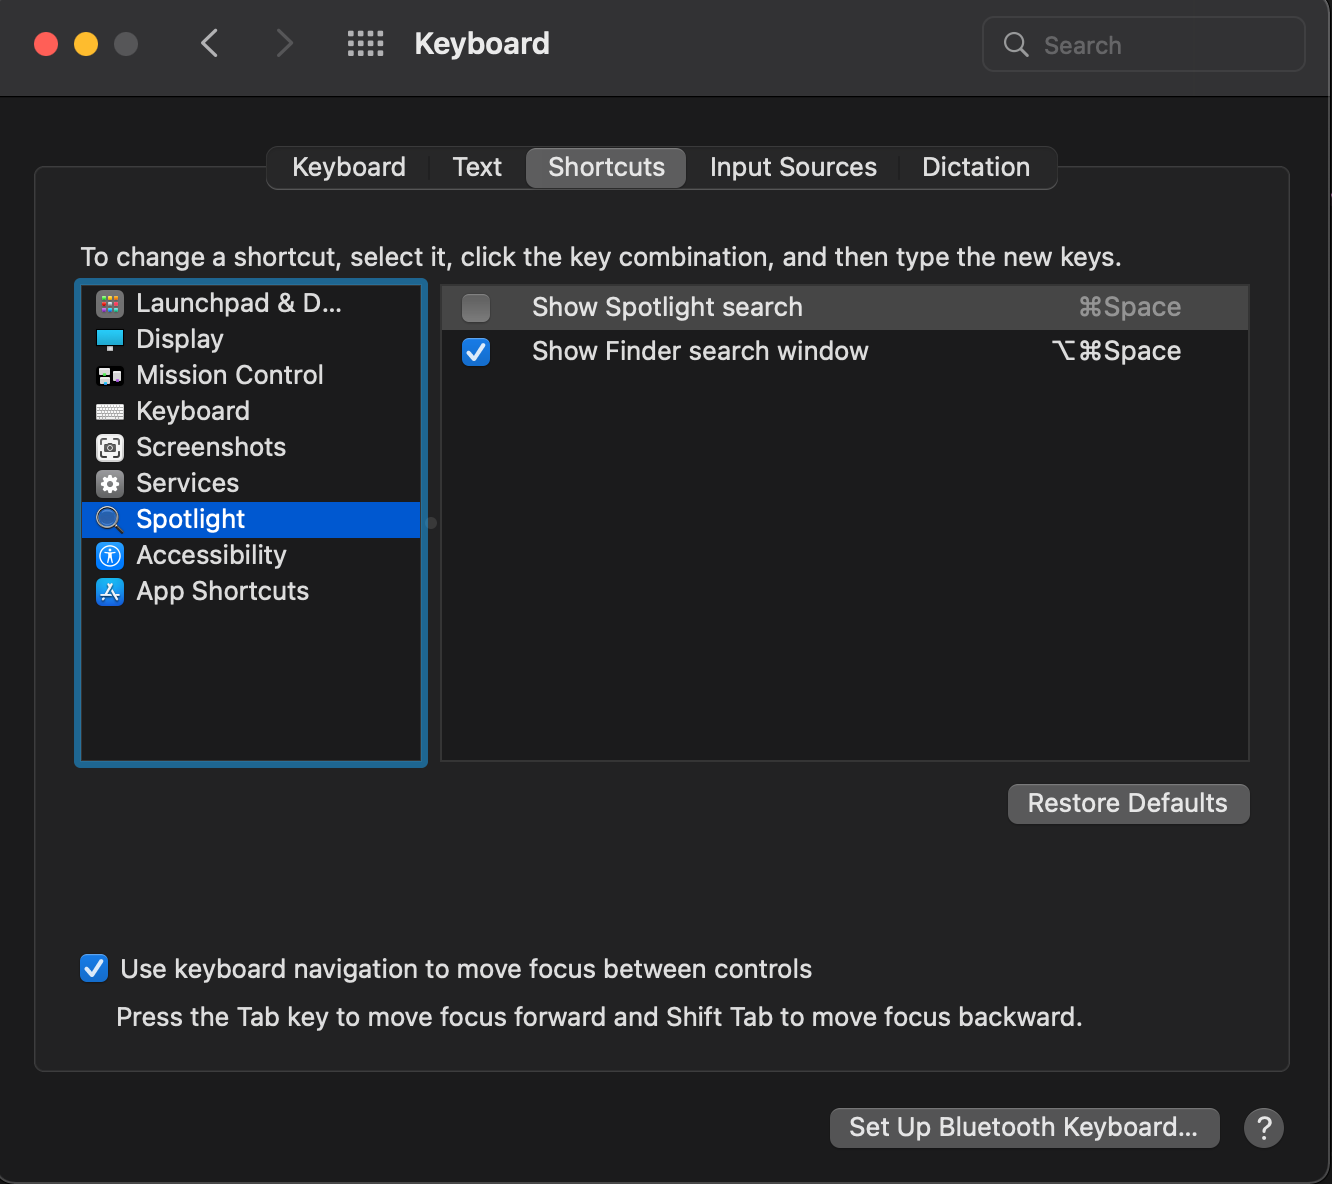 Keyboard
Search
Keyboard Text Shortcuts Input Sources Dictation
To change a shortcut, select it, click the key combination, and then type the new keys.
Launchpad & D...
Display
Mission Control
Keyboard
Screenshots
Services
Spotlight
Accessibility
App Shortcuts
Show Spotlight search ⌘Space
Show Finder search window ⌥⌘Space
Restore Defaults
Use keyboard navigation to move focus between controls
Press the Tab key to move focus forward and Shift Tab to move focus backward.
Set Up Bluetooth Keyboard... ?